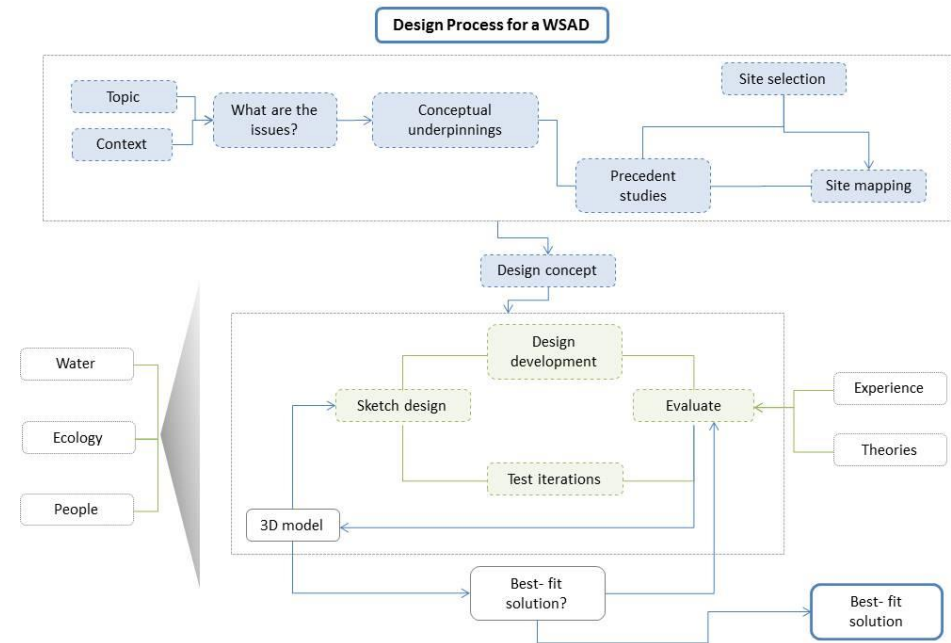 Design Process for a WSAD
Site selection
Topic
What are the
issues?
Conceptual
underpinnings
Context
Precedent
studies
Site mapping
Design concept
Design
development
Water
Sketch design
Evaluate
Experience
Ecology
Theories
Test iterations
People
3D model
Best- fit
solution?
Best- fit
solution